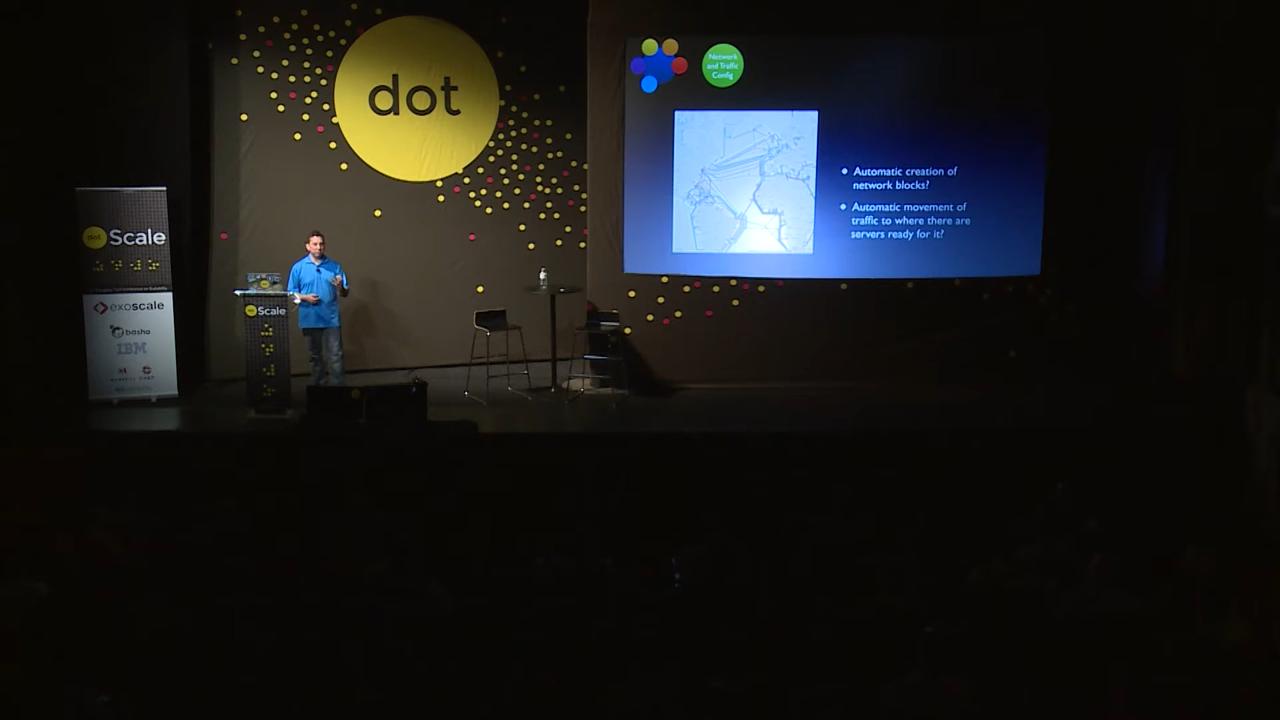 dot
Network
and Traffic
Config
Automatic creation of
network blocks?
Automatic movement of
traffic to where there are
servers ready for it?
dot Scale
exoscale
basho
IBM
Scale